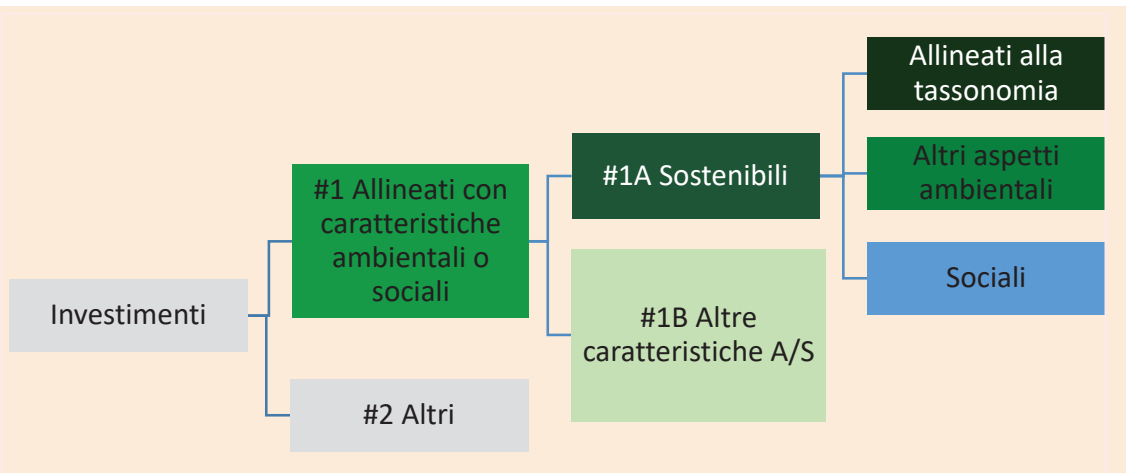 Investimenti
#1 Allineati con
caratteristiche
ambientali o
sociali
#2 Altri
#1A Sostenibili
#1B Altre
caratteristiche A/S
Allineati alla
tassonomia
Altri aspetti
ambientali
Sociali